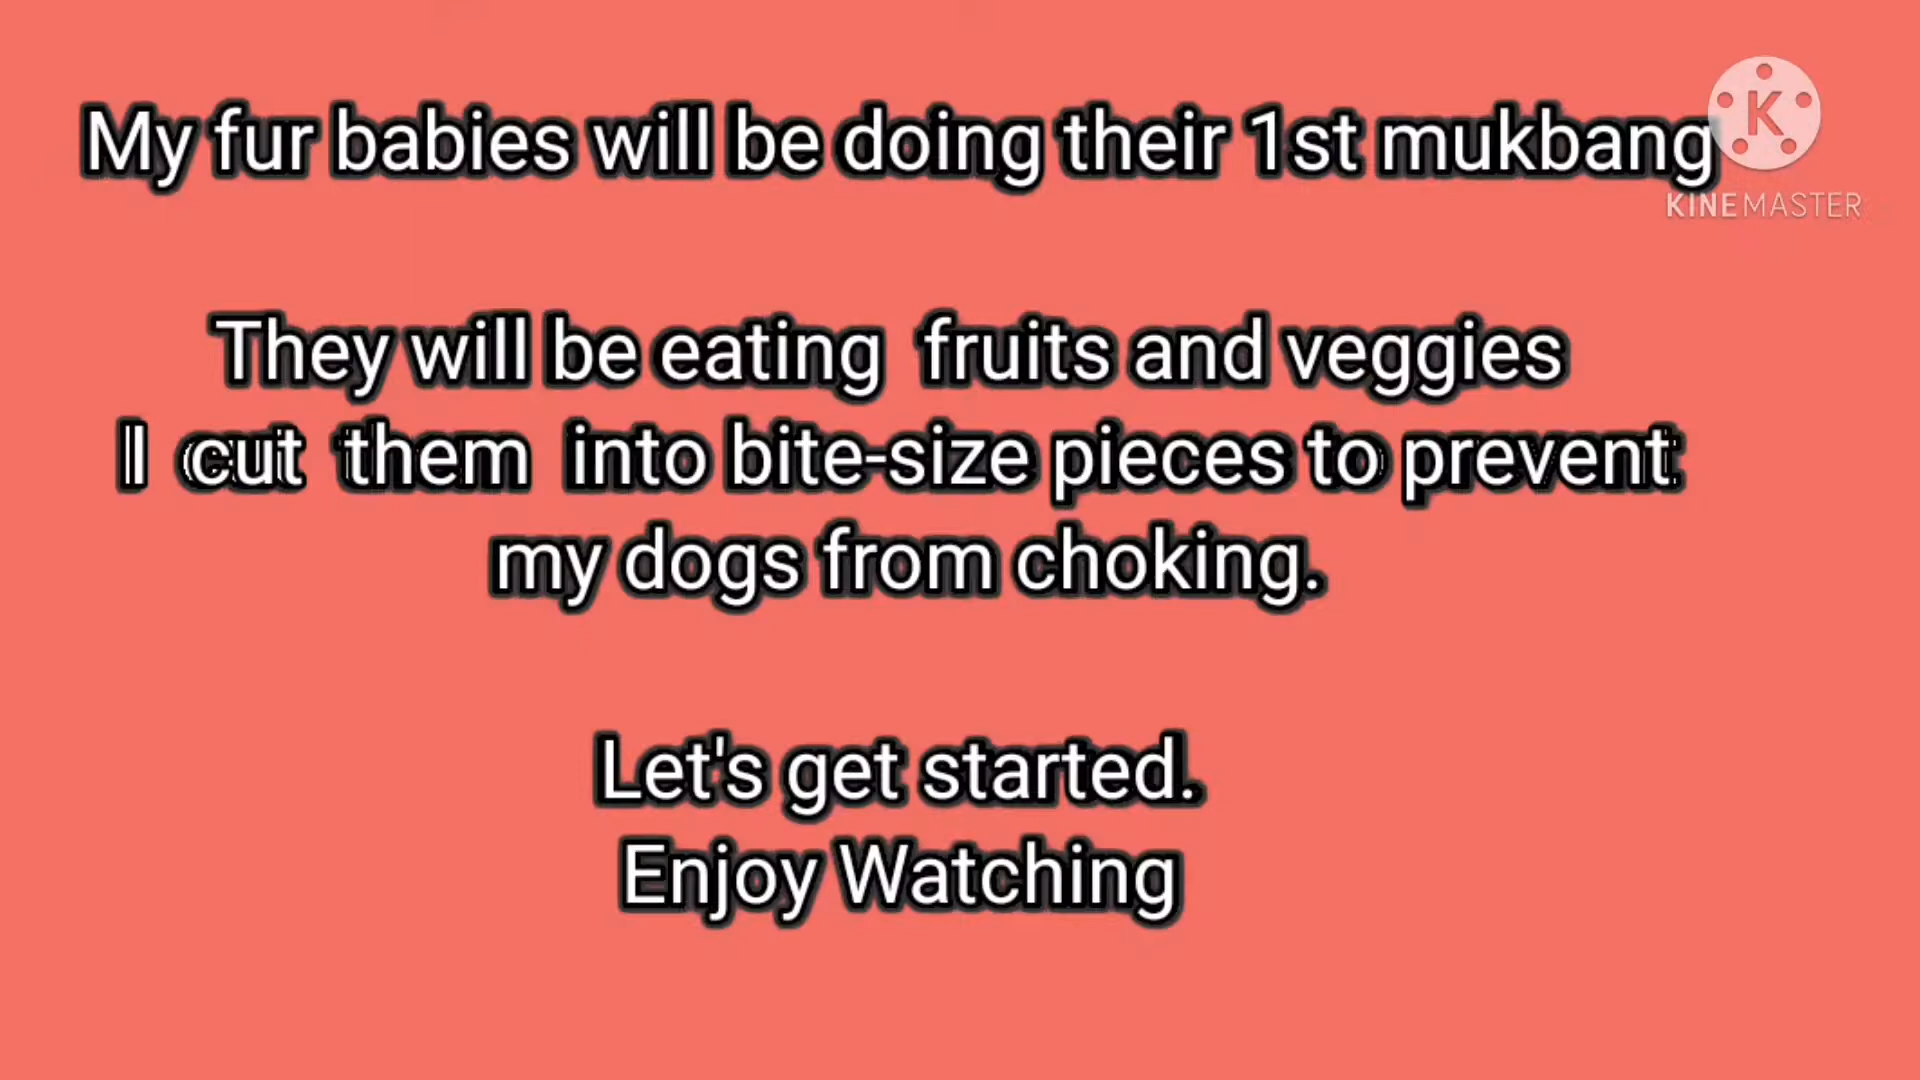 My fur babies will be doing their 1st mukbang
K
KINEMASTER
They will be eating fruits and veggies
I cut them into bite-size pieces to prevent
my dogs from choking.
Let's get started.
Enjoy Watching